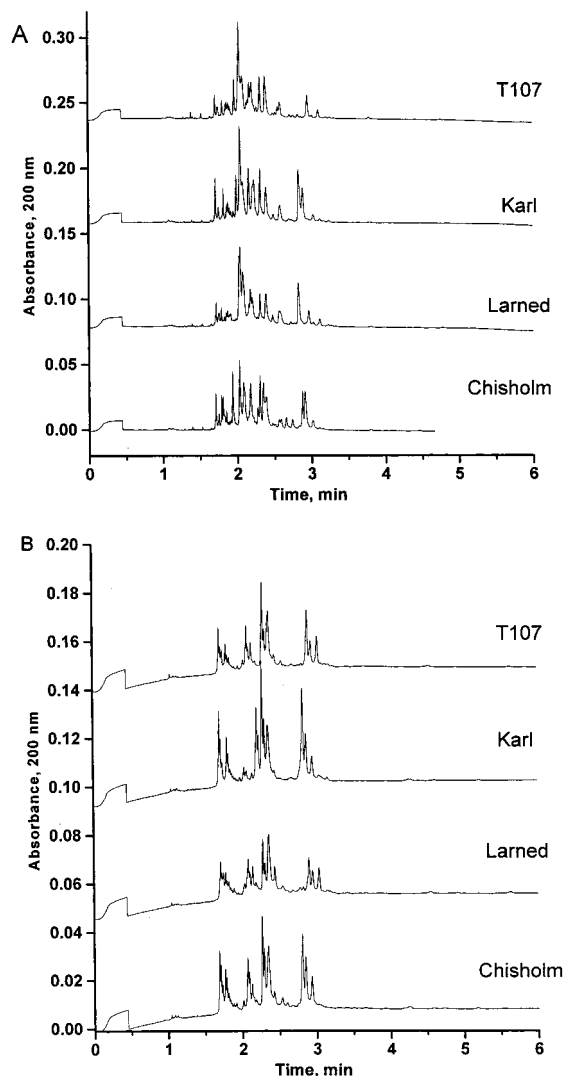 A
0.30
T107
0.25
0.20
Karl
0.15
Larned
0.10
0.05
Chisholm
0.00
Absorbance, 200 nm
0 1 2 3 4 5 6
Time, min
B
0.20
0.18
T107
0.16
0.14
Karl
0.12
0.10
Larned
0.08
0.06
0.04
Chisholm
0.02
0.00
Absorbance, 200 nm
0 1 2 3 4 5 6
Time, min